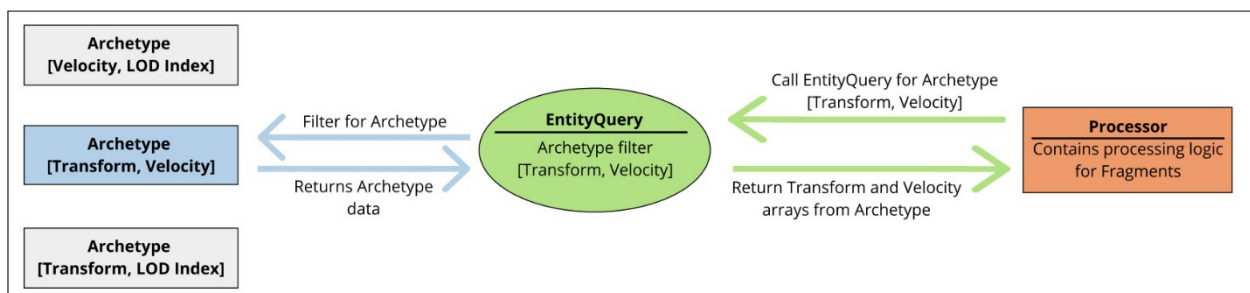 Archetype
[Velocity, LOD Index]
Archetype
[Transform, Velocity]
Archetype
[Transform, LOD Index]
Filter for Archetype
Returns Archetype
data
EntityQuery
Archetype filter
[Transform, Velocity]
Call EntityQuery for Archetype
[Transform, Velocity]
Return Transform and Velocity
arrays from Archetype
Processor
Contains processing logic
for Fragments